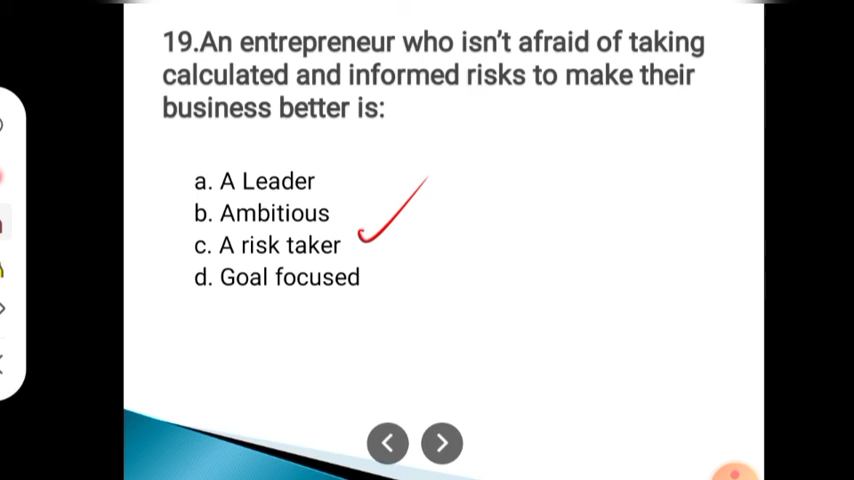 19.An entrepreneur who isn't afraid of taking
calculated and informed risks to make their
business better is:
a. A Leader
b. Ambitious
c. A risk taker
d. Goal focused